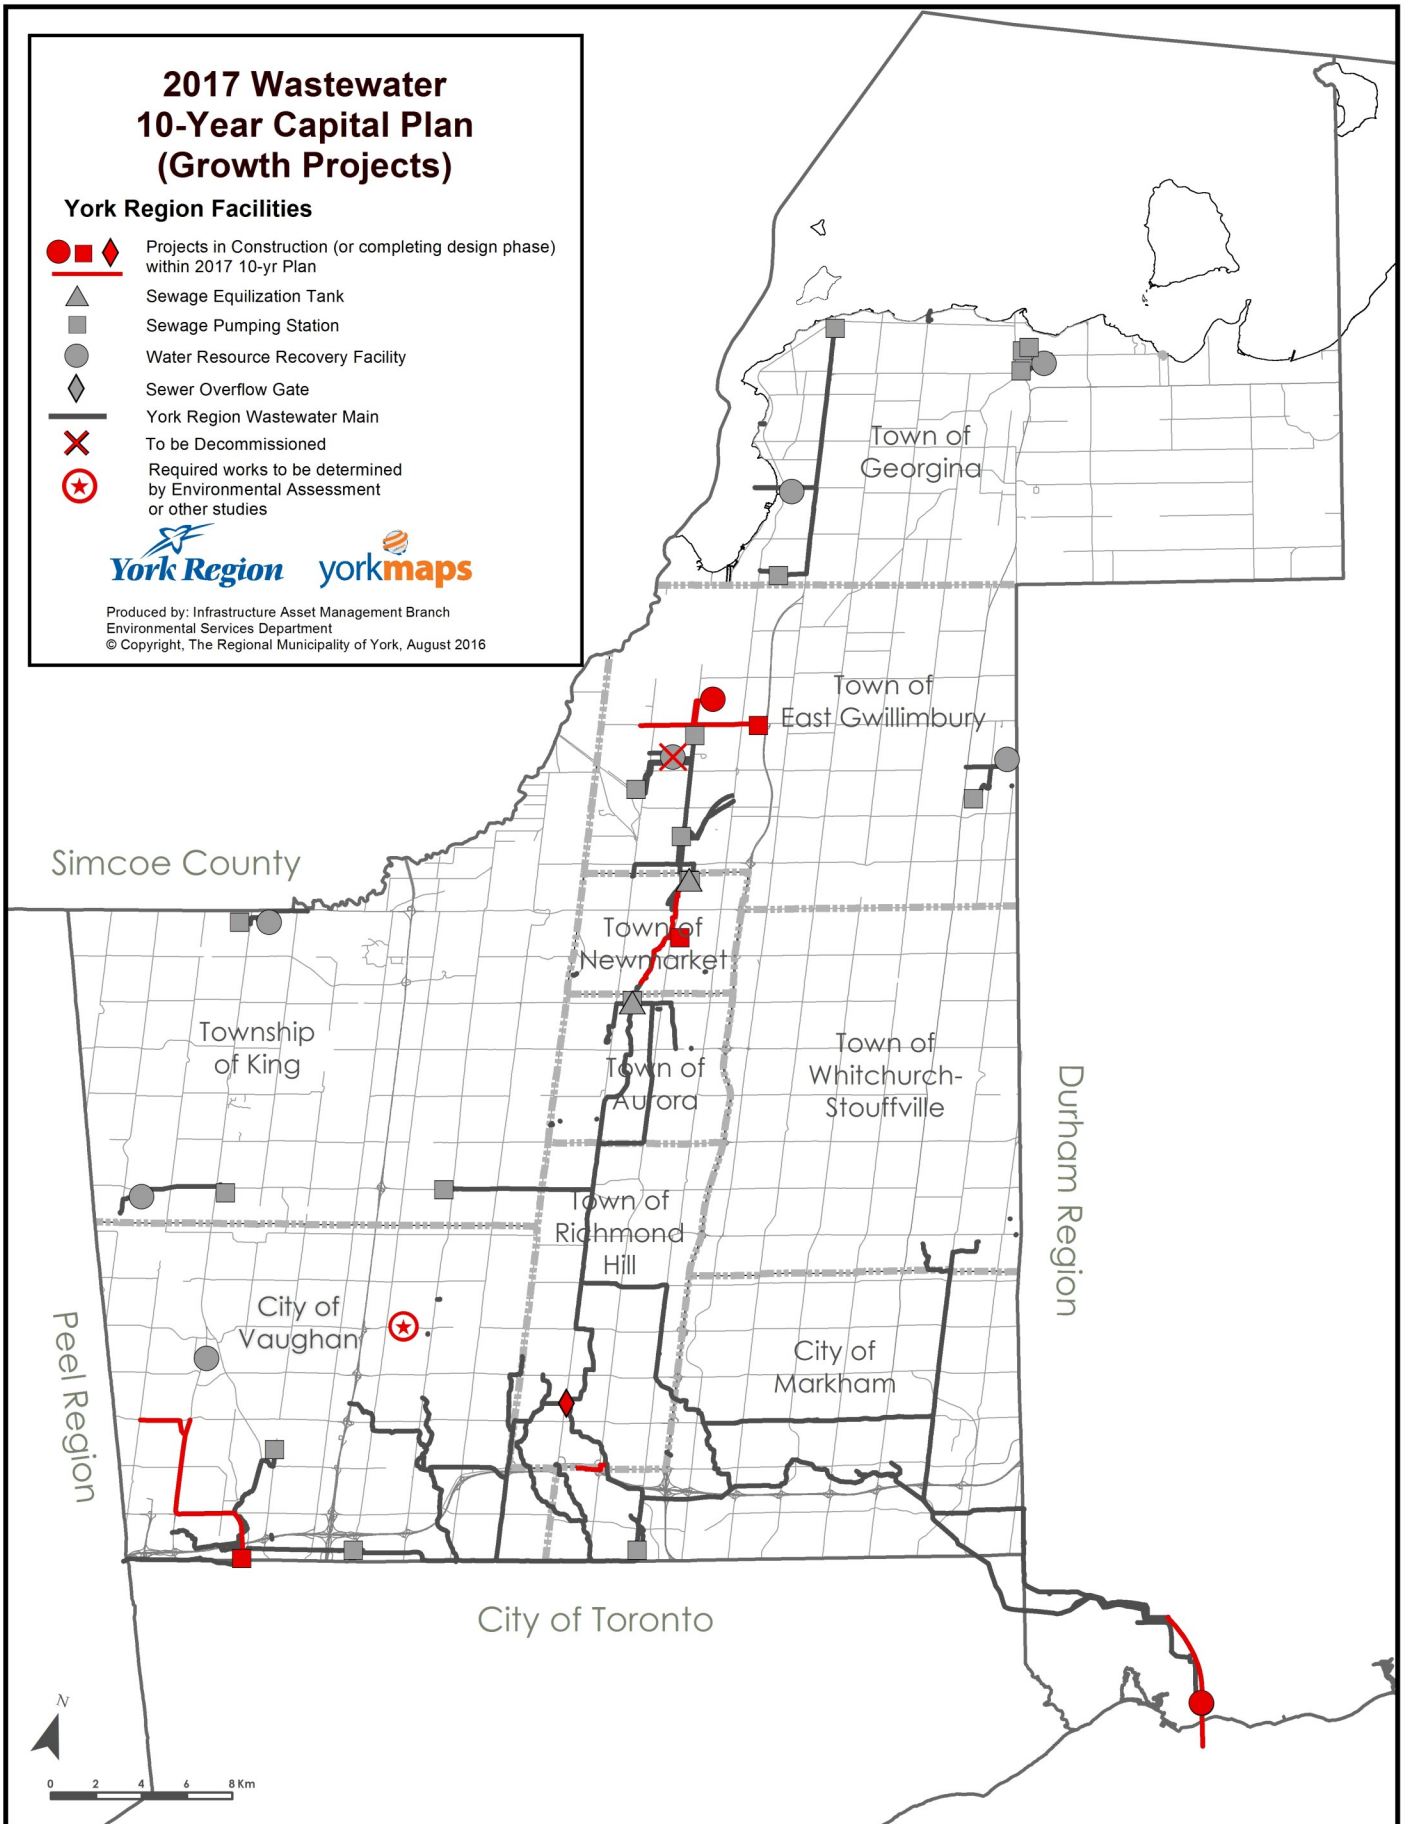 2017 Wastewater
10-Year Capital Plan
(Growth Projects)
York Region Facilities
Projects in Construction (or completing design phase)
within 2017 10-yr Plan
Sewage Equilization Tank
Sewage Pumping Station
Water Resource Recovery Facility
Sewer Overflow Gate
York Region Wastewater Main
To be Decommissioned
Required works to be determined
by Environmental Assessment
or other studies
York Region
yorkmaps
Produced by: Infrastructure Asset Management Branch
Environmental Services Department
© Copyright, The Regional Municipality of York, August 2016
Town of
Georgina
Town of
East Gwillimbury
Simcoe County
Town of
Newmarket
Township
of King
Town of
Aurora
Town of
Whitchurch-
Stouffville
Durham Region
Town of
Richmond
Hill
City of
Vaughan
Peel Region
City of
Markham
City of Toronto
N
0 2 4 6 8 Km